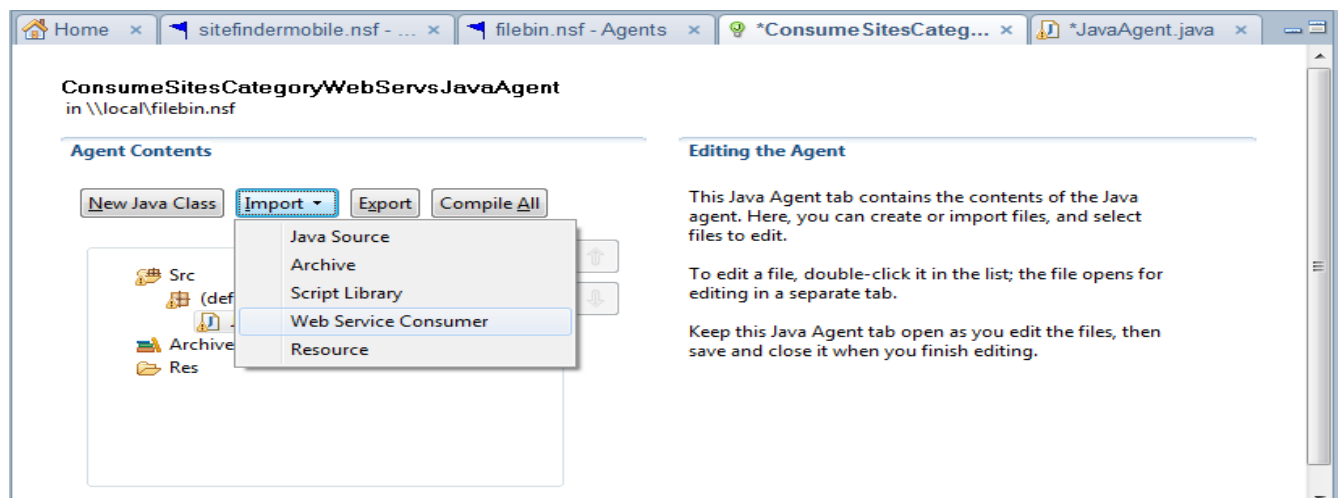 Home
sitefindermobile.nsf - ...
filebin.nsf - Agents
*ConsumeSitesCateg...
*JavaAgent.java
ConsumeSitesCategoryWebServsJavaAgent
in \\local\filebin.nsf
Agent Contents
New Java Class
Import
Export
Compile All
Java Source
Archive
Script Library
Web Service Consumer
Resource
Src
(def
J
Archive
Res
Editing the Agent
This Java Agent tab contains the contents of the Java
agent. Here, you can create or import files, and select
files to edit.
To edit a file, double-click it in the list; the file opens for
editing in a separate tab.
Keep this Java Agent tab open as you edit the files, then
save and close it when you finish editing.